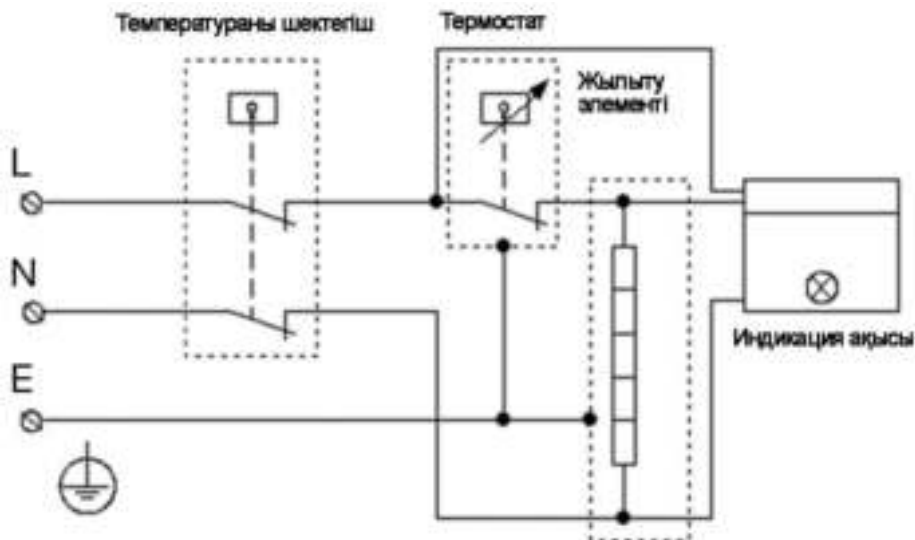 Температураны шектегіш
Термостат
Жылыту
элементі
L
N
E
Индикация ақысы